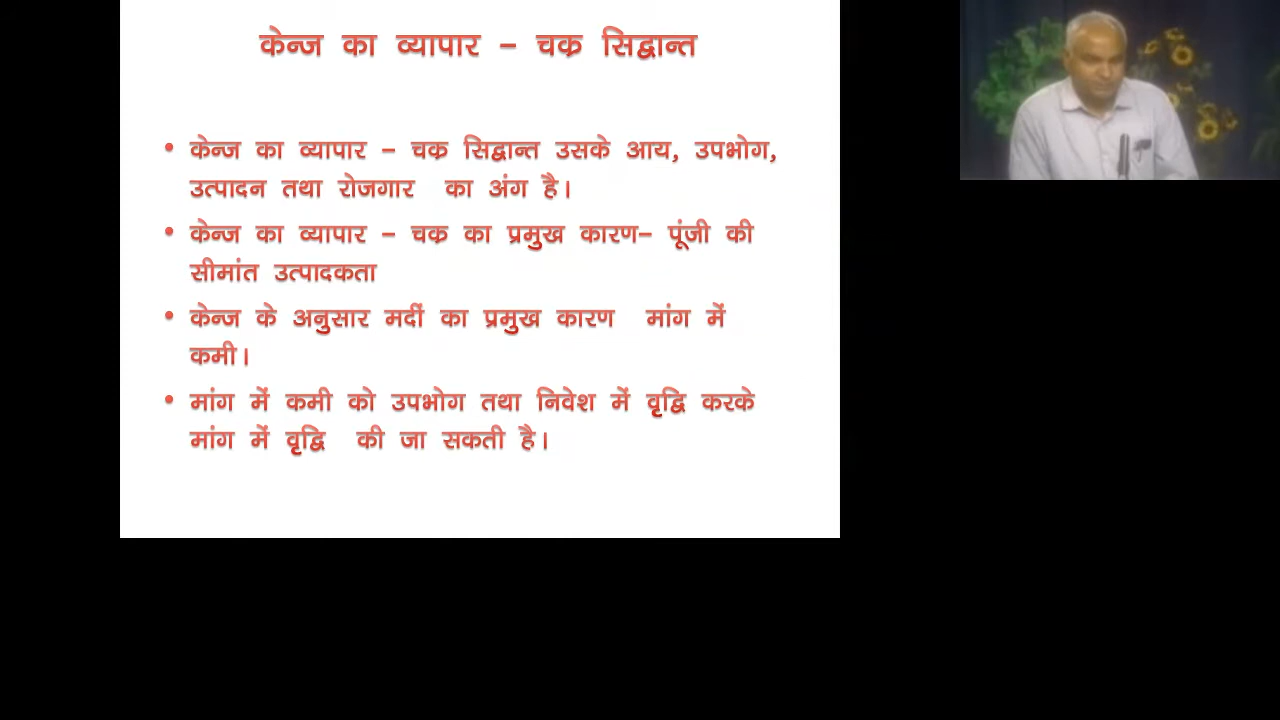 केन्ज का व्यापार – चक्र सिद्वान्त
• केन्ज का व्यापार – चक्र सिद्वान्त उसके आय, उपभोग,
उत्पादन तथा रोजगार का अंग है।
• केन्ज का व्यापार – चक्र का प्रमुख कारण– पूंजी की
सीमांत उत्पादकता
• केन्ज के अनुसार मदीं का प्रमुख कारण मांग में
कमी।
• मांग में कमी को उपभोग तथा निवेश में वृद्वि करके
मांग में वृद्वि की जा सकती है।